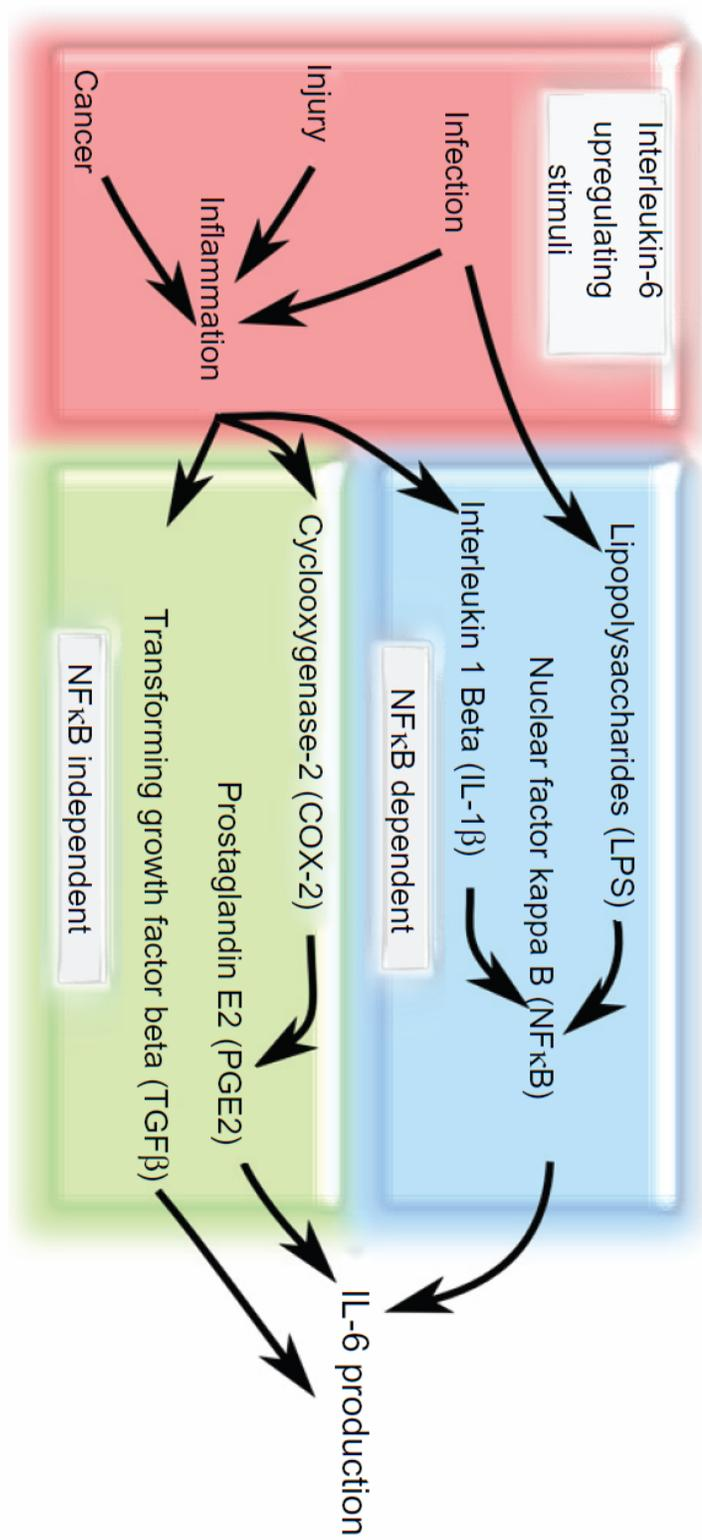 Interleukin-6
upregulating
stimuli
Infection
Injury
Inflammation
Cancer
Lipopolysaccharides (LPS)
Nuclear factor kappa B (NFκB)
Interleukin 1 Beta (IL-1β)
NFκB dependent
Cyclooxygenase-2 (COX-2)
Prostaglandin E2 (PGE2)
Transforming growth factor beta (TGFβ)
NFκB independent
IL-6 production